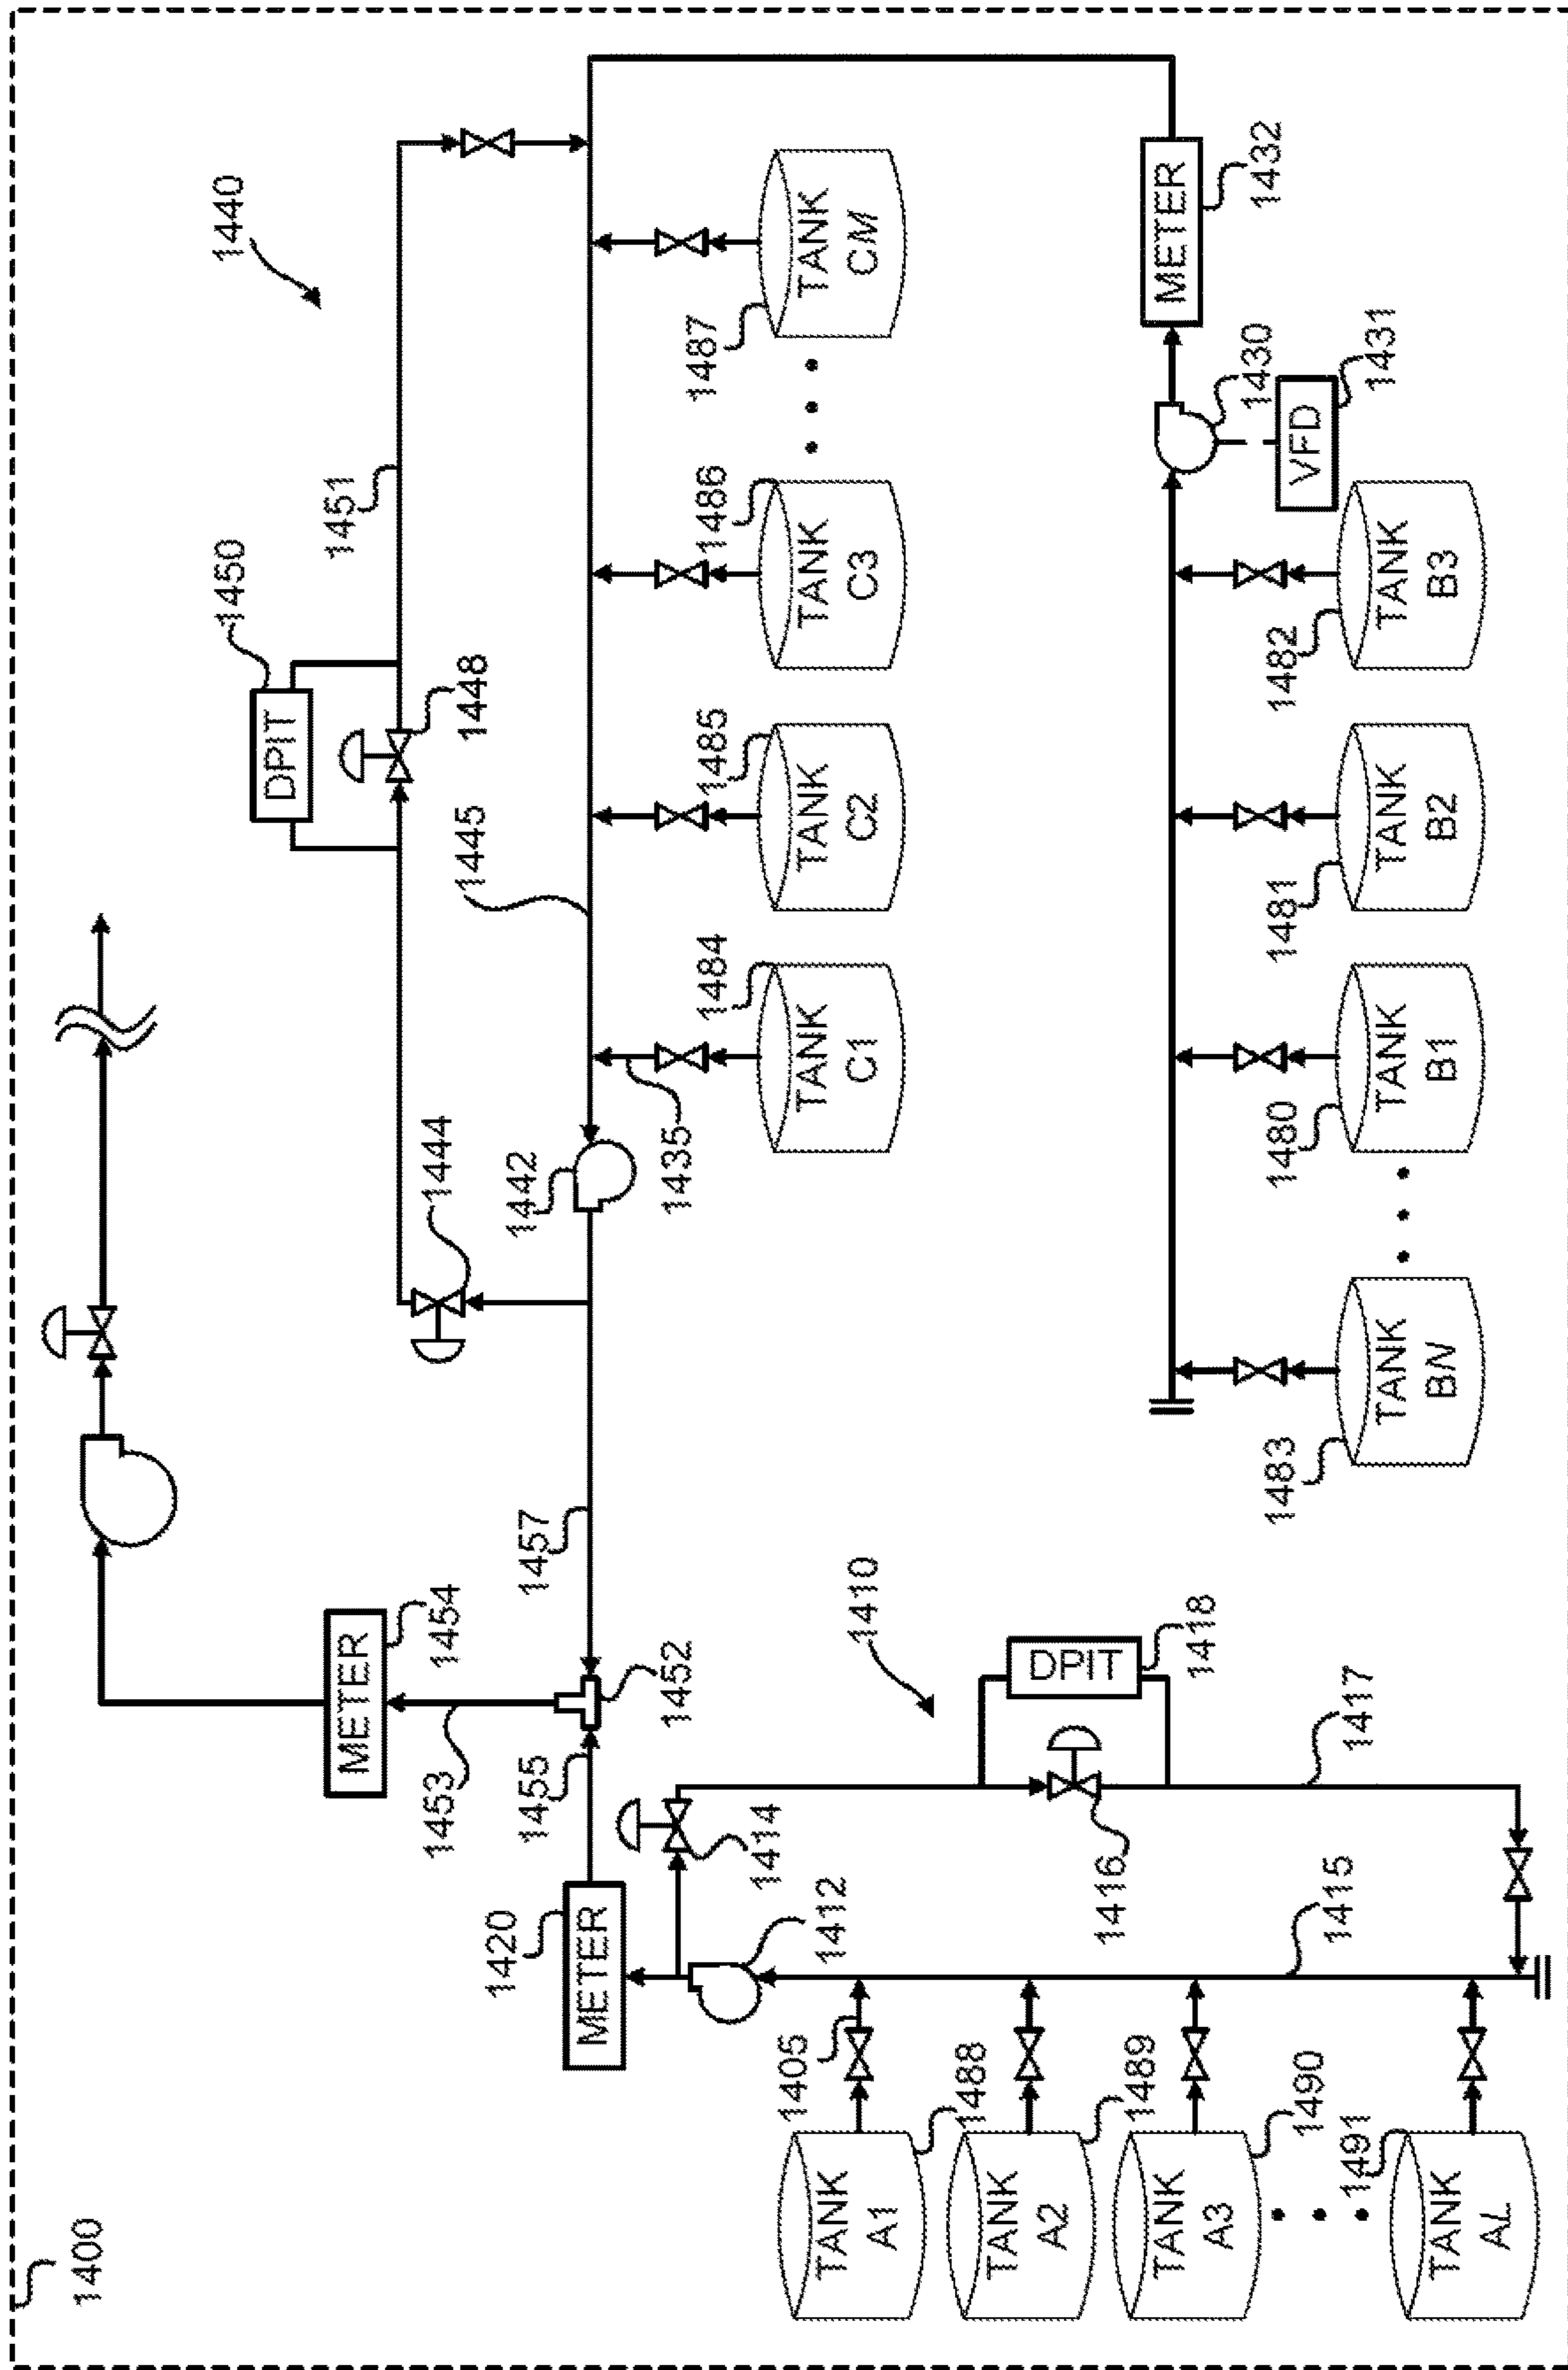 1400
1440
1450
DPIT
1451
METER
1453
1454
1444
1445
1448
1420
1455
1457
1442
METER
1452
1435
1484
1485
1486
1487
1405
1414
TANK
A1
TANK
C1
TANK
C2
TANK
C3
TANK
CM
1412
1410
1488
TANK
A2
DPIT
1416
1418
1489
TANK
A3
1415
1417
1490
METER
1432
1430
1480
1481
1482
1483
VFD
1431
1491
TANK
AL
TANK
BN
TANK
B1
TANK
B2
TANK
B3